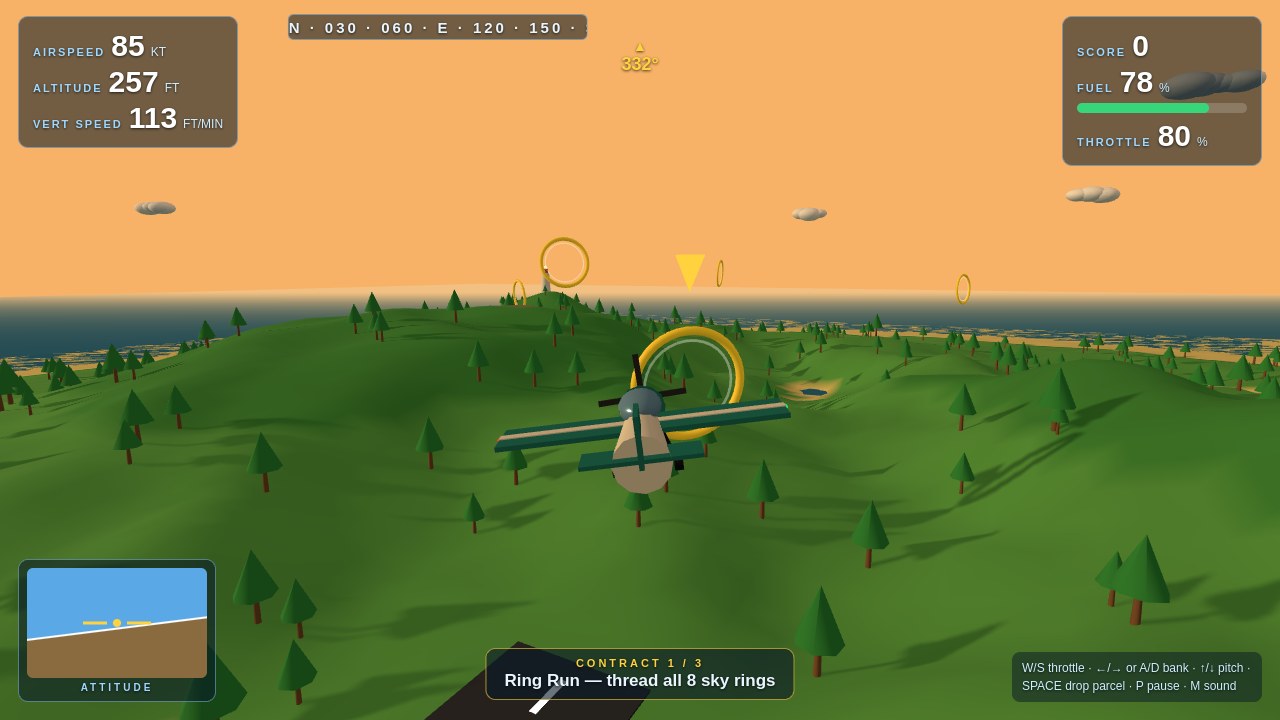 AIRSPEED 85 KT
ALTITUDE 257 FT
VERT SPEED 113 FT/MIN
N · 030 · 060 · E · 120 · 150 ·
▲
332°
SCORE 0
FUEL 78 %
THROTTLE 80 %
ATTITUDE
CONTRACT 1 / 3
Ring Run — thread all 8 sky rings
W/S throttle · ←/→ or A/D bank · ↑/↓ pitch ·
SPACE drop parcel · P pause · M sound